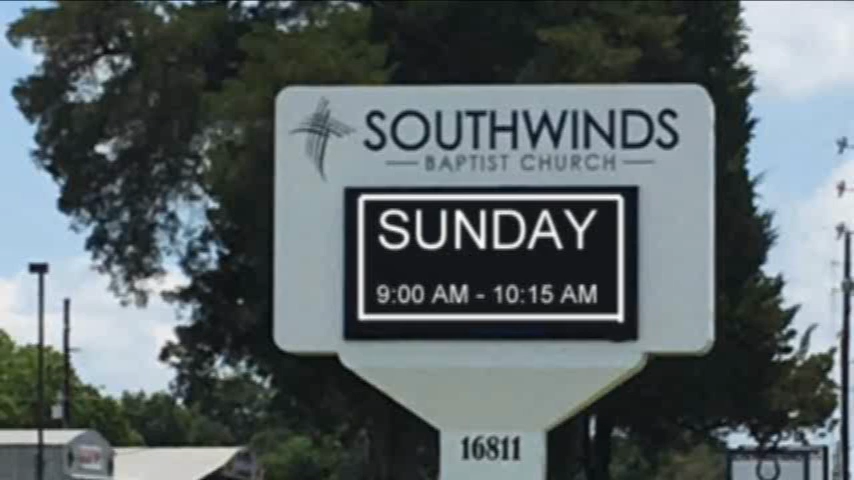 SOUTHWINDS
BAPTIST CHURCH
SUNDAY
9:00 AM - 10:15 AM
16811